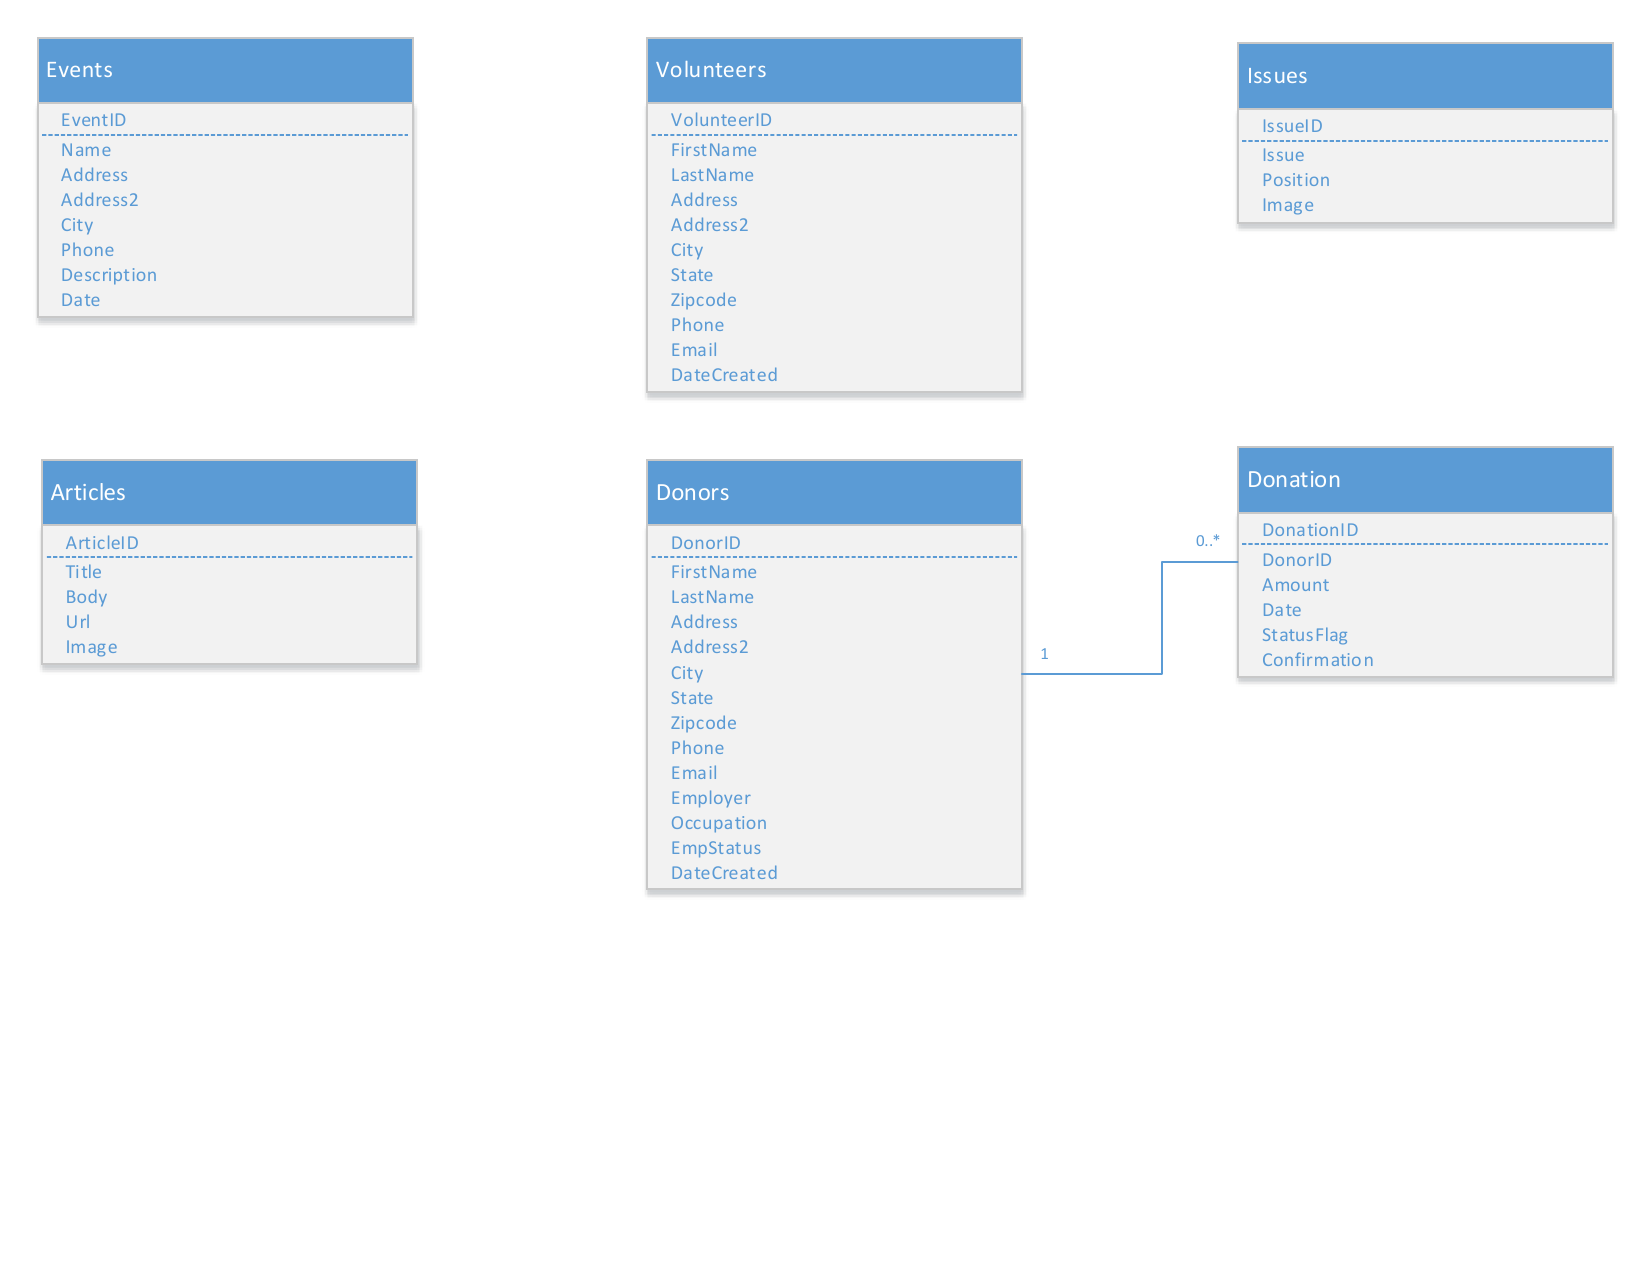 Events
EventID
Name
Address
Address2
City
Phone
Description
Date
Volunteers
VolunteerID
FirstName
LastName
Address
Address2
City
State
Zipcode
Phone
Email
DateCreated
Issues
IssueID
Issue
Position
Image
Articles
ArticleID
Title
Body
Url
Image
Donors
DonorID
FirstName
LastName
Address
Address2
City
State
Zipcode
Phone
Email
Employer
Occupation
EmpStatus
DateCreated
1
0..*
Donation
DonationID
DonorID
Amount
Date
StatusFlag
Confirmation